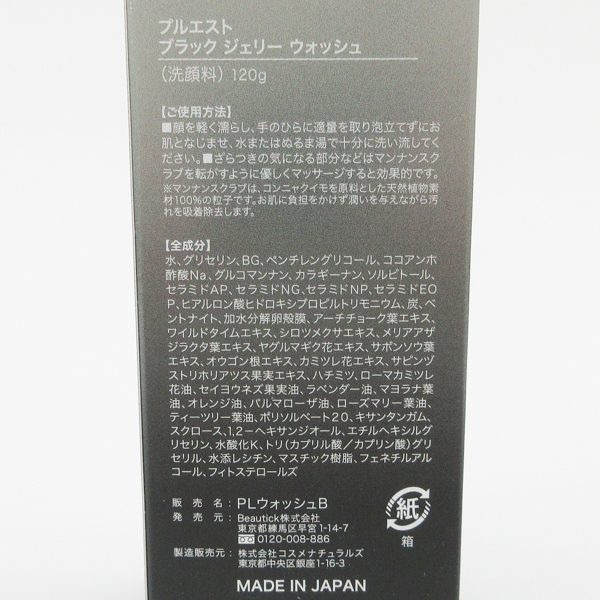 プルエスト
ブラック ジェリー ウォッシュ
（洗顔料）120g
【ご使用方法】
■顔を軽く濡らし、手のひらに適量を取り泡立てずにお
肌となじませ、水またはぬるま湯で十分に洗い流してく
ださい。■ざらつきの気になる部分などはマンナンスク
ラブを転がすように優しくマッサージすると効果的です。
※マンナンスクラブは、コンニャクイモを原料とした天然植物素
材100％の粒子です。お肌に負担をかけず潤いを与えながら汚
れを吸着除去します。
【全成分】
水、グリセリン、BG、ペンチレングリコール、ココアンホ
酢酸Na、グルコマンナン、カラギーナン、ソルビトール、
セラミドAP、セラミドNG、セラミドNP、セラミドEO
P、ヒアルロン酸ヒドロキシプロピルトリモニウム、炭、ベ
ントナイト、加水分解卵殻膜、アーチチョーク葉エキス、
ワイルドタイムエキス、シロツメクサエキス、メリアアザ
ジラクタ葉エキス、ヤグルマギク花エキス、サボンソウ葉
エキス、オウゴン根エキス、カミツレ花エキス、サピンズ
ストリホリアツス果実エキス、ハチミツ、ローマカミツレ
花油、セイヨウネズ果実油、ラベンダー油、マヨラナ葉
油、オレンジ油、パルマローザ油、ローズマリー葉油、
ティーツリー葉油、ポリソルベート20、キサンタンガム、
スクロース、1,2-ヘキサンジオール、エチルヘキシルグ
リセリン、水酸化K、トリ（カプリル酸／カプリン酸）グリ
セリル、水添レシチン、マスチック樹脂、フェネチルアル
コール、フィトステロールズ
販売名：PLウォッシュB
発売元：Beautick株式会社
東京都練馬区早宮1-14-7
0120-008-886
製造販売元：株式会社コスメナチュラルズ
東京都中央区銀座1-16-3
紙
箱
MADE IN JAPAN